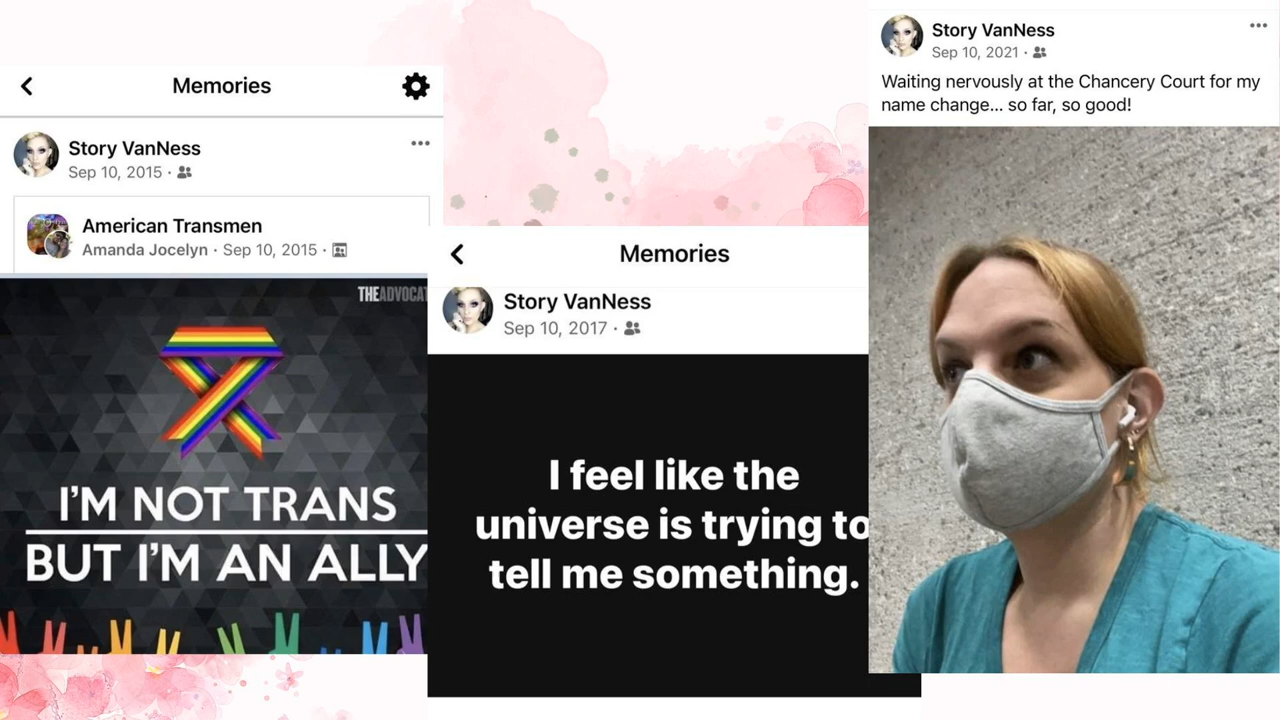 Memories
Story VanNess
Sep 10, 2015 ·
American Transmen
Amanda Jocelyn · Sep 10, 2015 ·
THE ADVOCAT
I'M NOT TRANS
BUT I'M AN ALLY
Memories
Story VanNess
Sep 10, 2017 ·
I feel like the
universe is trying to
tell me something.
Story VanNess
Sep 10, 2021 ·
Waiting nervously at the Chancery Court for my
name change... so far, so good!